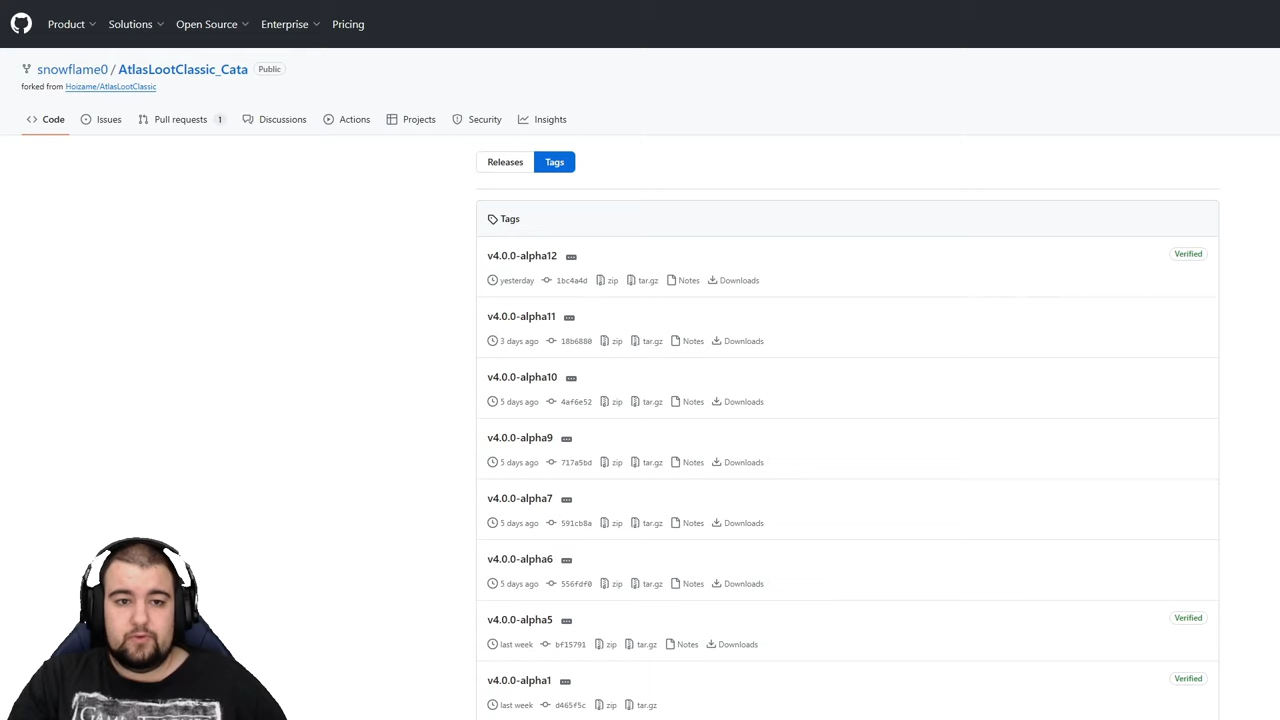 Product Solutions Open Source Enterprise Pricing
snowflame0 / AtlasLootClassic_Cata Public
forked from Hoizame/AtlasLootClassic
Code Issues Pull requests 1 Discussions Actions Projects Security Insights
Releases Tags
Tags
v4.0.0-alpha12 Verified
yesterday 1bc4a4d zip tar.gz Notes Downloads
v4.0.0-alpha11
3 days ago 18b6880 zip tar.gz Notes Downloads
v4.0.0-alpha10
5 days ago 4af6e52 zip tar.gz Notes Downloads
v4.0.0-alpha9
5 days ago 717a5bd zip tar.gz Notes Downloads
v4.0.0-alpha7
5 days ago 591cb8a zip tar.gz Notes Downloads
v4.0.0-alpha6
5 days ago 556fdf0 zip tar.gz Notes Downloads
v4.0.0-alpha5 Verified
last week bf15791 zip tar.gz Notes Downloads
v4.0.0-alpha1 Verified
last week d465f5c zip tar.gz